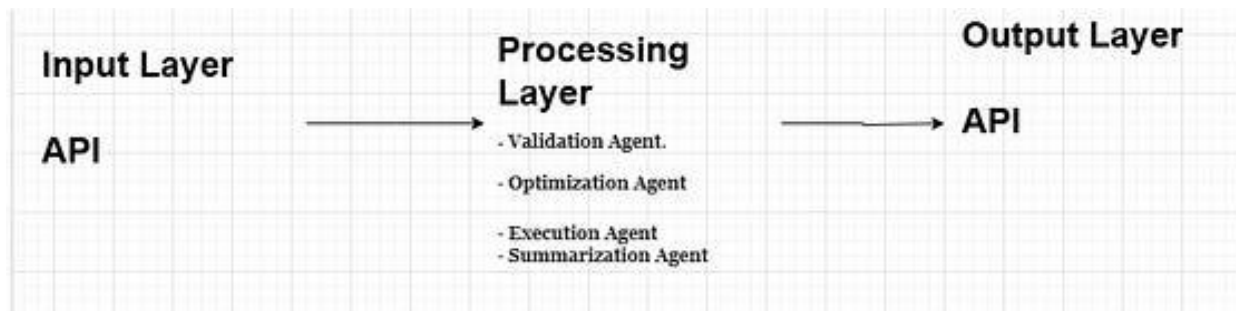 Input Layer
API
Processing
Layer
- Validation Agent.
- Optimization Agent
- Execution Agent
- Summarization Agent
Output Layer
API